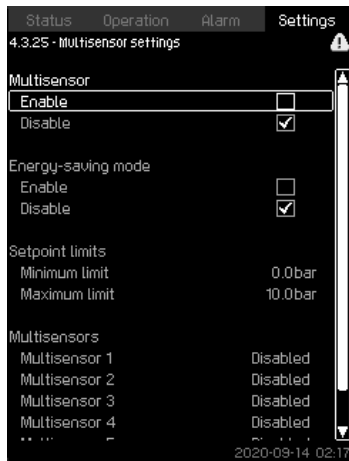 Status Operation Alarm Settings
4.3.25 - Multisensor settings
Multisensor
Enable
Disable
Energy-saving mode
Enable
Disable
Setpoint limits
Minimum limit 0.0bar
Maximum limit 10.0bar
Multisensors
Multisensor 1 Disabled
Multisensor 2 Disabled
Multisensor 3 Disabled
Multisensor 4 Disabled
2020-09-14 02:17